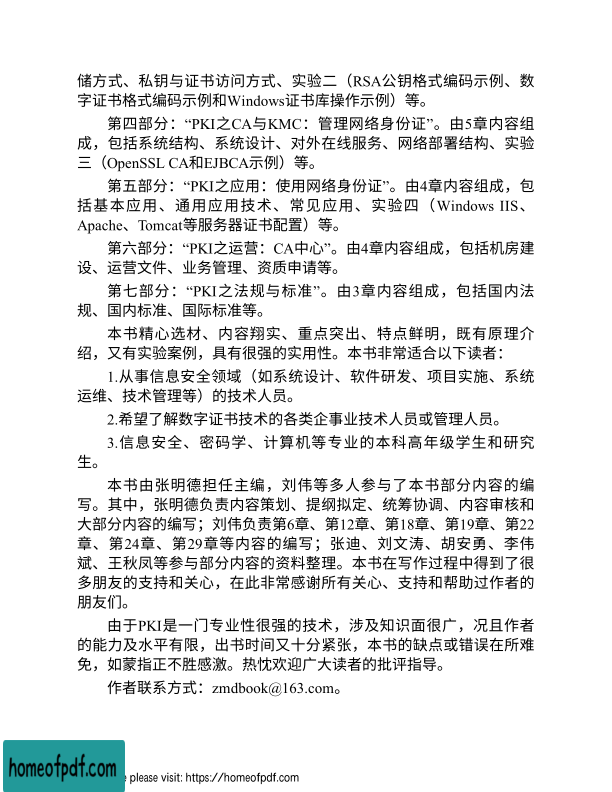 储方式、私钥与证书访问方式、实验二（RSA公钥格式编码示例、数
字证书格式编码示例和Windows证书库操作示例）等。
第四部分：“PKI之CA与KMC：管理网络身份证”。由5章内容组
成，包括系统结构、系统设计、对外在线服务、网络部署结构、实验
三（OpenSSL CA和EJBCA示例）等。
第五部分：“PKI之应用：使用网络身份证”。由4章内容组成，包
括基本应用、通用应用技术、常见应用、实验四（Windows IIS、
Apache、Tomcat等服务器证书配置）等。
第六部分：“PKI之运营：CA中心”。由4章内容组成，包括机房建
设、运营文件、业务管理、资质申请等。
第七部分：“PKI之法规与标准”。由3章内容组成，包括国内法
规、国内标准、国际标准等。
本书精心选材、内容翔实、重点突出、特点鲜明，既有原理介
绍，又有实验案例，具有很强的实用性。本书非常适合以下读者：
1.从事信息安全领域（如系统设计、软件研发、项目实施、系统
运维、技术管理等）的技术人员。
2.希望了解数字证书技术的各类企事业技术人员或管理人员。
3.信息安全、密码学、计算机等专业的本科高年级学生和研究
生。
本书由张明德担任主编，刘伟等多人参与了本书部分内容的编
写。其中，张明德负责内容策划、提纲拟定、统筹协调、内容审核和
大部分内容的编写；刘伟负责第6章、第12章、第18章、第19章、第22
章、第24章、第29章等内容的编写；张迪、刘文涛、胡安勇、李伟
斌、王秋凤等参与部分内容的资料整理。本书在写作过程中得到了很
多朋友的支持和关心，在此非常感谢所有关心、支持和帮助过作者的
朋友们。
由于PKI是一门专业性很强的技术，涉及知识面很广，况且作者
的能力及水平有限，出书时间又十分紧张，本书的缺点或错误在所难
免，如蒙指正不胜感激。热忱欢迎广大读者的批评指导。
作者联系方式：zmdbook@163.com。
homeofpdf.com
please visit: https://homeofpdf.com